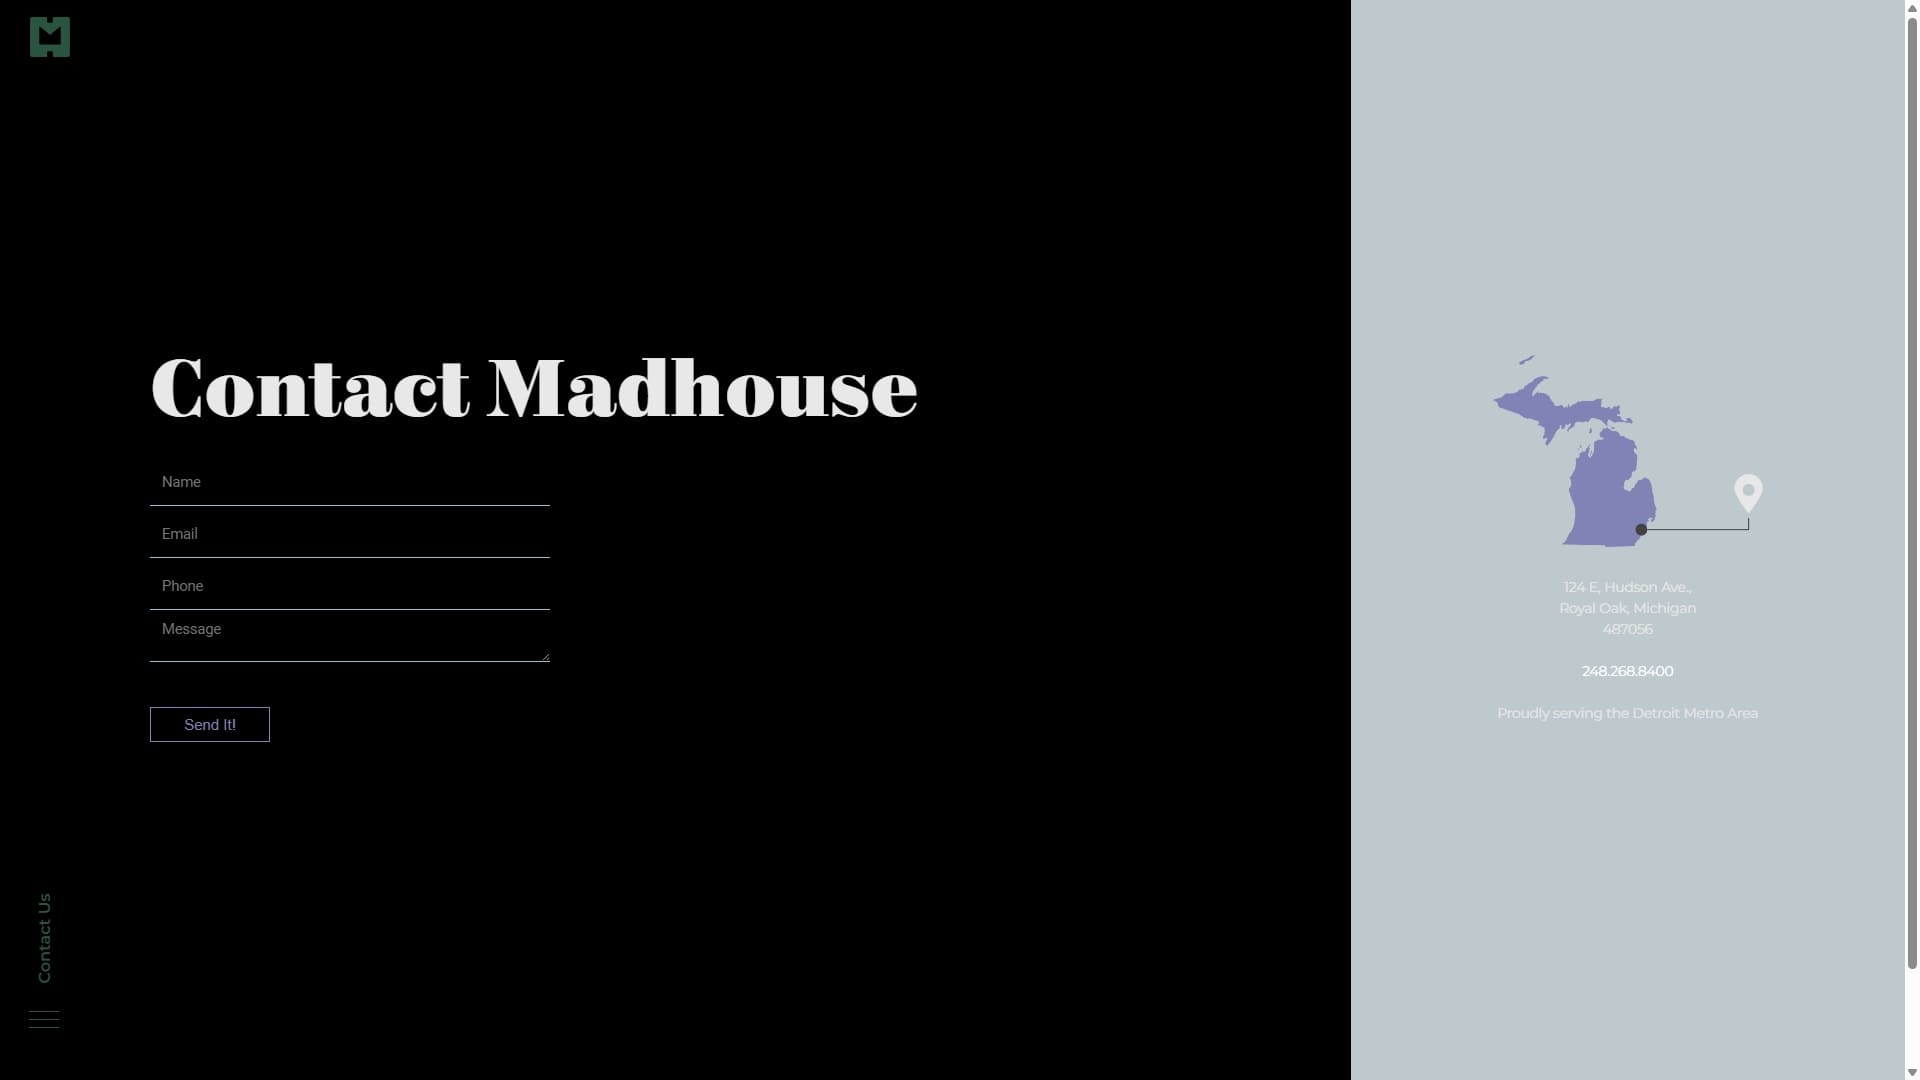 Contact Madhouse
Name
Email
Phone
Message
Send It!
Contact Us
124 E, Hudson Ave.,
Royal Oak, Michigan
487056
248.268.8400
Proudly serving the Detroit Metro Area